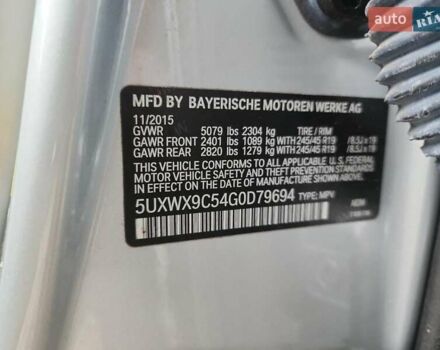 AUTO
RIA
MFD BY BAYERISCHE MOTOREN WERKE AG
11/2015
GVWR 5079 lbs 2304 kg TIRE / RIM
GAWR FRONT 2401 lbs 1089 kg WITH 245/45 R19 / 8.5J x 19
GAWR REAR 2820 lbs 1279 kg WITH 245/45 R19 / 8.5J x 19
THIS VEHICLE CONFORMS TO ALL APPLICABLE U.S. FEDERAL
MOTOR VEHICLE SAFETY, BUMPER, AND THEFT
PREVENTION STANDARDS IN EFFECT ON THE DATE OF
MANUFACTURE SHOWN ABOVE.
5UXWX9C54G0D79694 TYPE: MPV